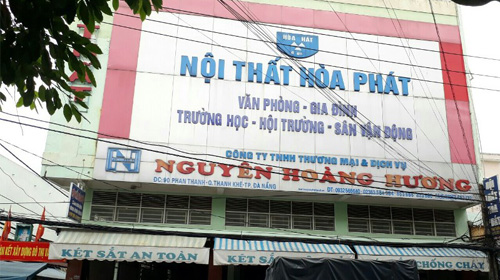 HÒA PHÁT
NỘI THẤT HÒA PHÁT
VĂN PHÒNG - GIA ĐÌNH
TRƯỜNG HỌC - HỘI TRƯỜNG - SÂN VẬN ĐỘNG
CÔNG TY TNHH THƯƠNG MẠI & DỊCH VỤ
NGUYỄN HOÀNG HƯƠNG
ĐC: 90 PHAN THANH - Q. THANH KHÊ - TP. ĐÀ NẴNG
KÉT SẮT AN TOÀN
KÉT SẮT
CHỐNG CHÁY